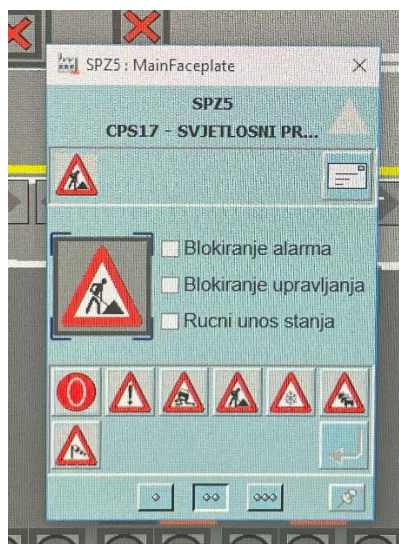 SPZ5 : MainFaceplate
SPZ5
CPS17 - SVJETLOSNI PR...
Blokiranje alarma
Blokiranje upravljanja
Rucni unos stanja